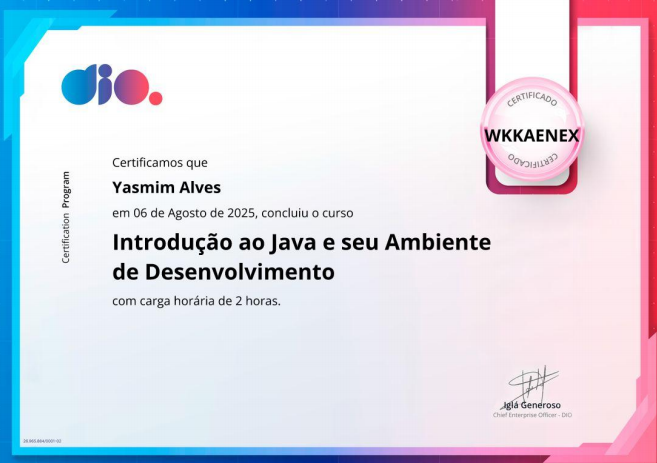 dio.
CERTIFICADO
WKKAENEX
CERTIFICADO
Certification Program
Certificamos que
Yasmim Alves
em 06 de Agosto de 2025, concluiu o curso
Introdução ao Java e seu Ambiente
de Desenvolvimento
com carga horária de 2 horas.
Iglá Generoso
Chief Enterprise Officer - DIO